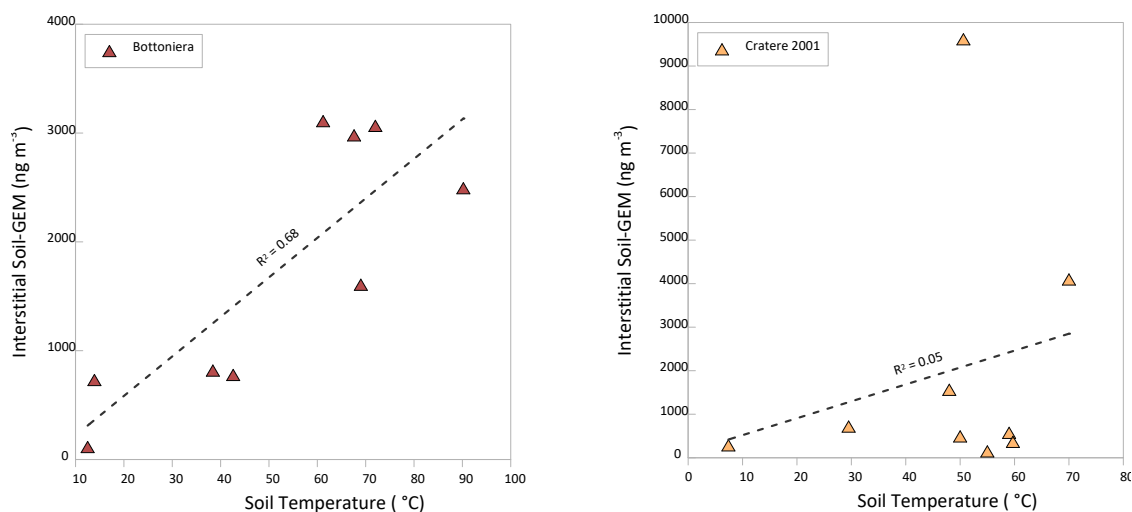 4000
Bottoniera
3000
2000
1000
0
Interstitial Soil-GEM (ng m⁻³)
R² = 0.68
10 20 30 40 50 60 70 80 90 100
Soil Temperature ( °C)
10000
Cratere 2001
9000
8000
7000
6000
5000
4000
3000
2000
1000
0
Interstitial Soil-GEM (ng m⁻³)
R² = 0.05
0 10 20 30 40 50 60 70 80
Soil Temperature ( °C)